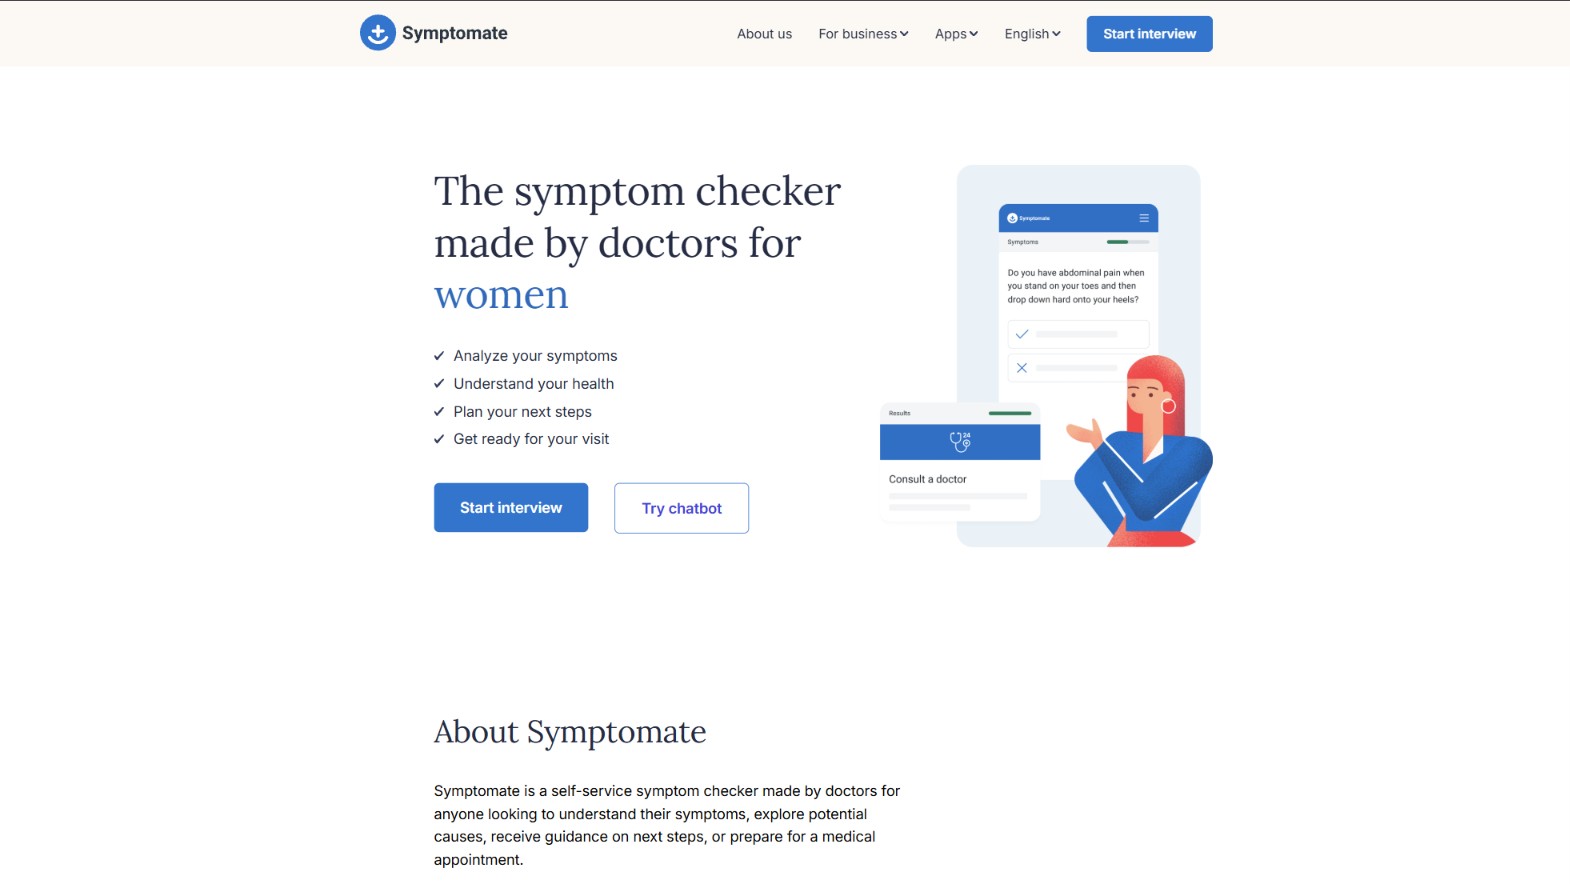 Symptomate
About us
For business
Apps
English
Start interview
The symptom checker
made by doctors for
women
Analyze your symptoms
Understand your health
Plan your next steps
Get ready for your visit
Start interview
Try chatbot
Symptomate
Symptoms
Do you have abdominal pain when
you stand on your toes and then
drop down hard onto your heels?
Results
24
Consult a doctor
About Symptomate
Symptomate is a self-service symptom checker made by doctors for
anyone looking to understand their symptoms, explore potential
causes, receive guidance on next steps, or prepare for a medical
appointment.